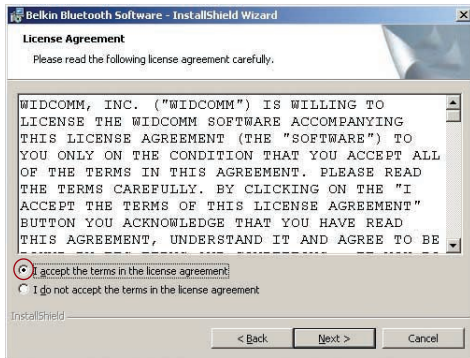 Belkin Bluetooth Software - InstallShield Wizard
License Agreement
Please read the following license agreement carefully.
WIDCOMM, INC. ("WIDCOMM") IS WILLING TO
LICENSE THE WIDCOMM SOFTWARE ACCOMPANYING
THIS LICENSE AGREEMENT (THE "SOFTWARE") TO
YOU ONLY ON THE CONDITION THAT YOU ACCEPT ALL
OF THE TERMS IN THIS AGREEMENT. PLEASE READ
THE TERMS CAREFULLY. BY CLICKING ON THE "I
ACCEPT THE TERMS OF THIS LICENSE AGREEMENT"
BUTTON YOU ACKNOWLEDGE THAT YOU HAVE READ
THIS AGREEMENT, UNDERSTAND IT AND AGREE TO BE
I accept the terms in the license agreement
I do not accept the terms in the license agreement
InstallShield
< Back Next > Cancel